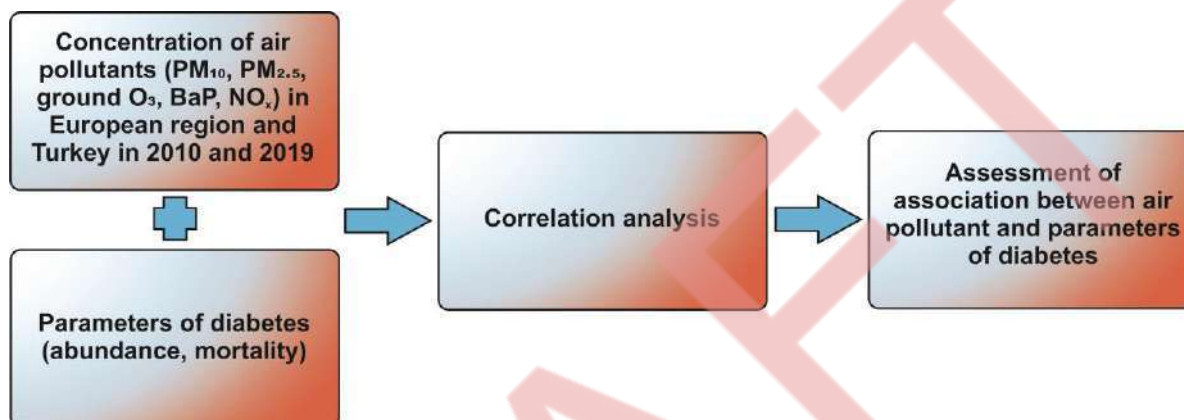 Concentration of air
pollutants (PM₁₀, PM₂.₅,
ground O₃, BaP, NOₓ) in
European region and
Turkey in 2010 and 2019
Parameters of diabetes
(abundance, mortality)
Correlation analysis
Assessment of
association between air
pollutant and parameters
of diabetes